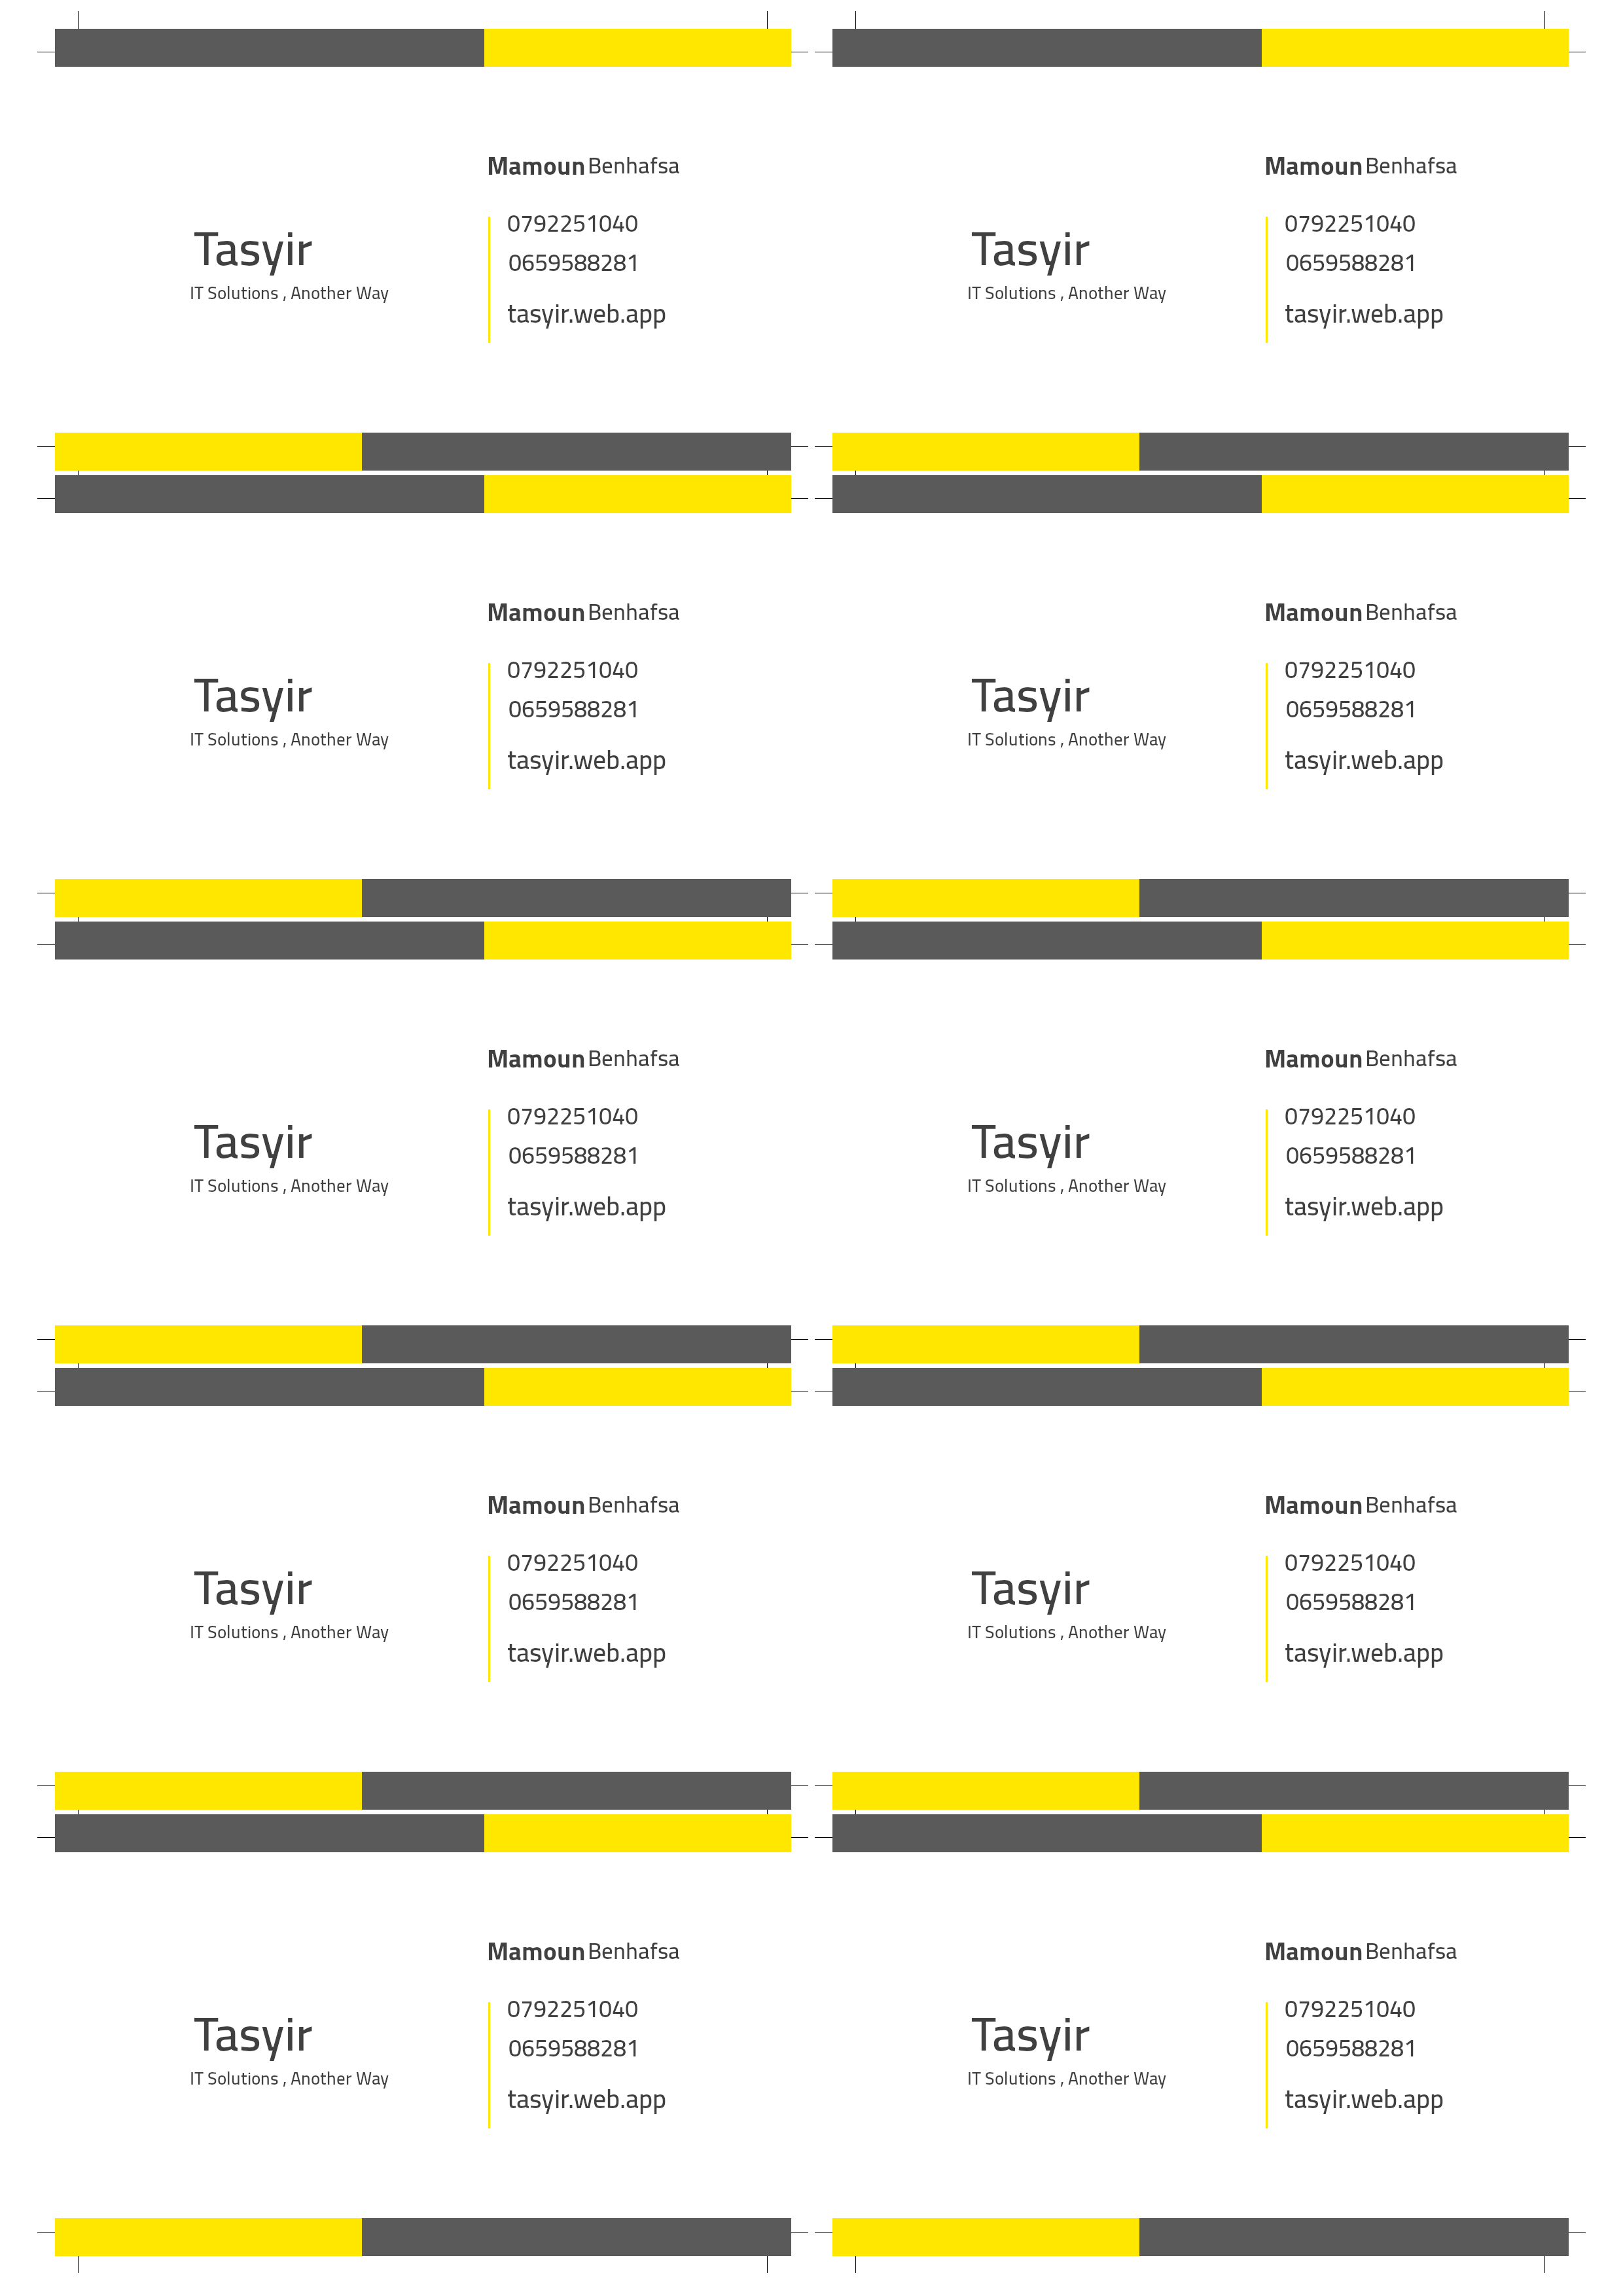 Mamoun Benhafsa
0792251040
Tasyir
0659588281
IT Solutions , Another Way
tasyir.web.app
Mamoun Benhafsa
0792251040
Tasyir
0659588281
IT Solutions , Another Way
tasyir.web.app
Mamoun Benhafsa
0792251040
Tasyir
0659588281
IT Solutions , Another Way
tasyir.web.app
Mamoun Benhafsa
0792251040
Tasyir
0659588281
IT Solutions , Another Way
tasyir.web.app
Mamoun Benhafsa
0792251040
Tasyir
0659588281
IT Solutions , Another Way
tasyir.web.app
Mamoun Benhafsa
0792251040
Tasyir
0659588281
IT Solutions , Another Way
tasyir.web.app
Mamoun Benhafsa
0792251040
Tasyir
0659588281
IT Solutions , Another Way
tasyir.web.app
Mamoun Benhafsa
0792251040
Tasyir
0659588281
IT Solutions , Another Way
tasyir.web.app
Mamoun Benhafsa
0792251040
Tasyir
0659588281
IT Solutions , Another Way
tasyir.web.app
Mamoun Benhafsa
0792251040
Tasyir
0659588281
IT Solutions , Another Way
tasyir.web.app